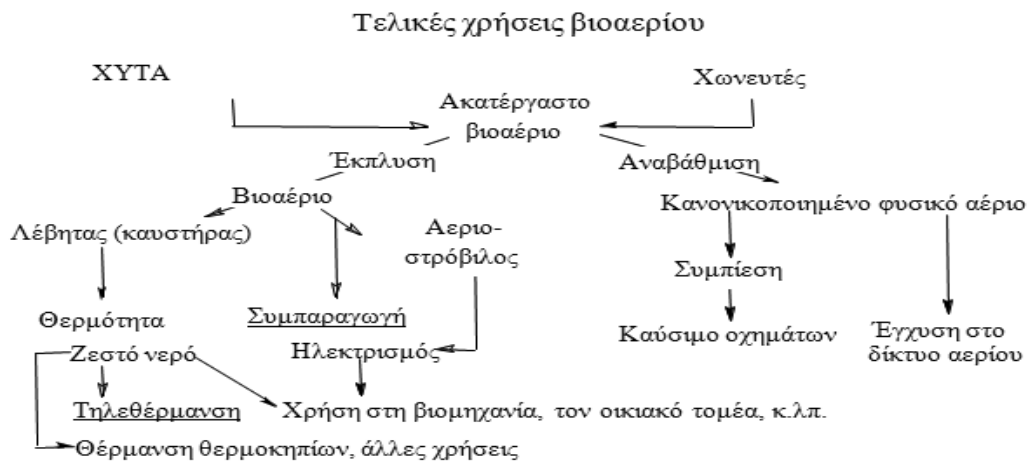 Τελικές χρήσεις βιοαερίου
ΧΥΤΑ
Χωνευτές
Ακατέργαστο
βιοαέριο
Έκπλυση
Αναβάθμιση
Βιοαέριο
Κανονικοποιημένο φυσικό αέριο
Λέβητας (καυστήρας)
Αεριο-
στρόβιλος
Συμπίεση
Θερμότητα
Συμπαραγωγή
Καύσιμο οχημάτων
Έγχυση στο
δίκτυο αερίου
Ζεστό νερό
Ηλεκτρισμός
Τηλεθέρμανση
Χρήση στη βιομηχανία, τον οικιακό τομέα, κ.λπ.
Θέρμανση θερμοκηπίων, άλλες χρήσεις